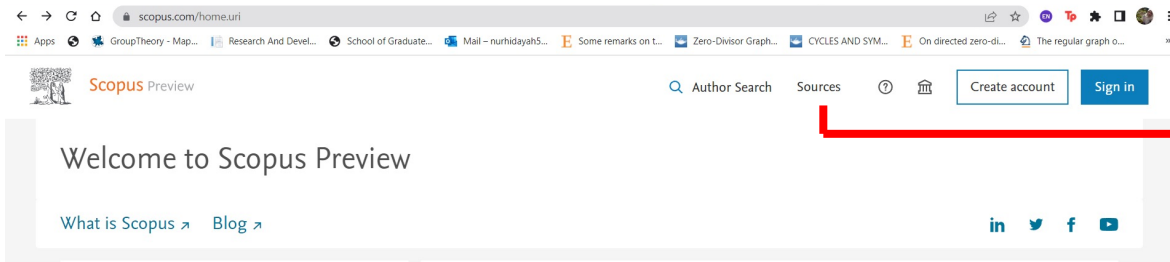 scopus.com/home.uri
EN Tp
Apps GroupTheory - Map... Research And Devel... School of Graduate... Mail – nurhidayah5... Some remarks on t... Zero-Divisor Graph... CYCLES AND SYM... On directed zero-di... The regular graph o... »
Scopus Preview Author Search Sources Create account Sign in
Welcome to Scopus Preview
What is Scopus ↗ Blog ↗